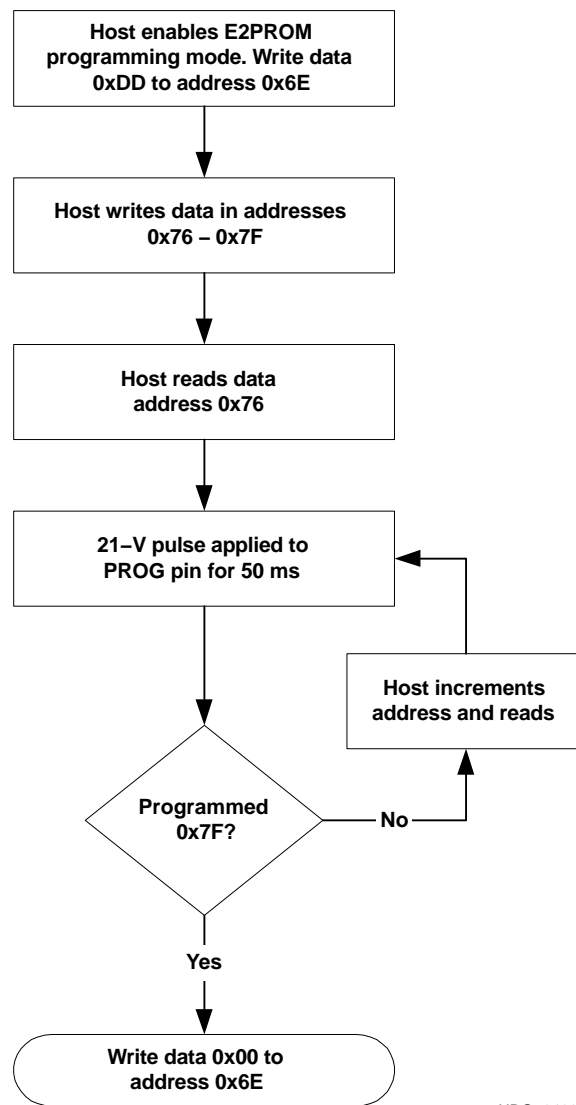 Host enables E2PROM
programming mode. Write data
0xDD to address 0x6E
Host writes data in addresses
0x76 – 0x7F
Host reads data
address 0x76
21–V pulse applied to
PROG pin for 50 ms
Host increments
address and reads
Programmed
0x7F?
No
Yes
Write data 0x00 to
address 0x6E